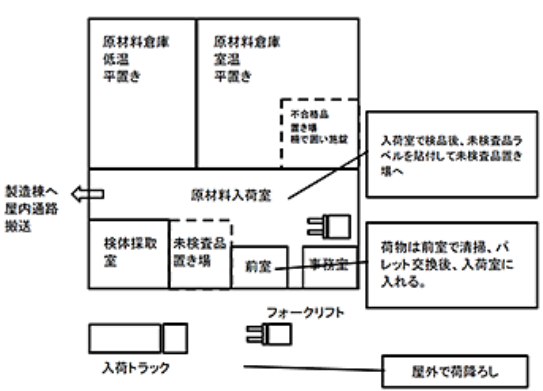 原材料倉庫
低温
平置き
原材料倉庫
室温
平置き
不合格品
置き場
柵で囲い施錠
入荷室で検品後、未検査品ラ
ベルを貼付して未検査品置き
場へ
製造棟へ
屋内通路
搬送
原材料入荷室
検体採取
室
未検査品
置き場
前室
事務室
荷物は前室で清掃、パ
レット交換後、入荷室に
入れる。
フォークリフト
入荷トラック
屋外で荷降ろし